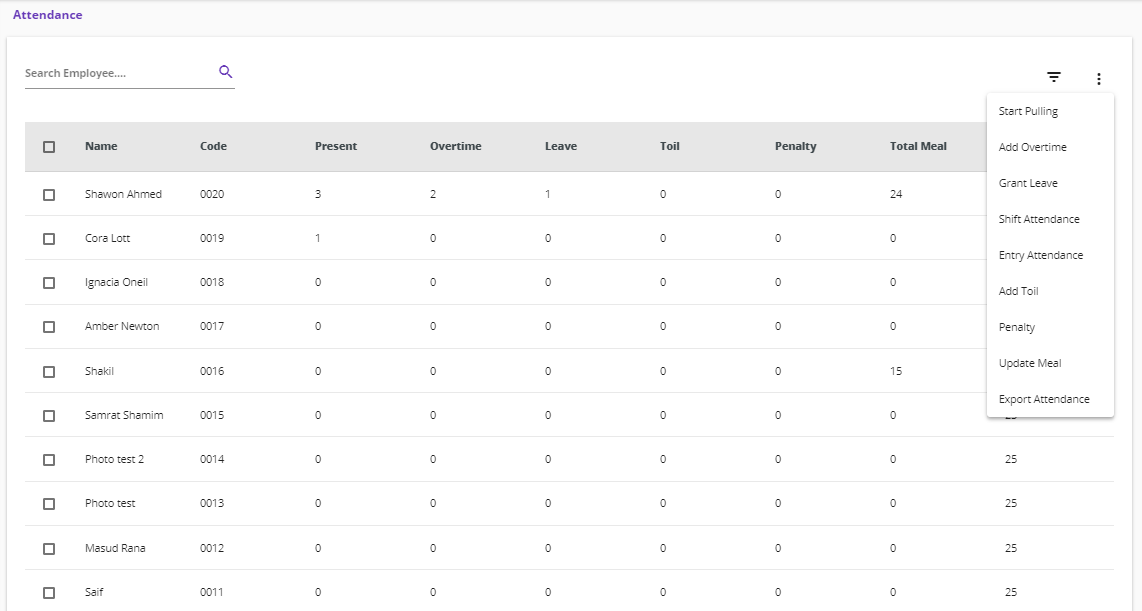 Attendance
Search Employee....
Name Code Present Overtime Leave Toil Penalty Total Meal
Shawon Ahmed 0020 3 2 1 0 0 24
Cora Lott 0019 1 0 0 0 0 0
Ignacia Oneil 0018 0 0 0 0 0 0
Amber Newton 0017 0 0 0 0 0 0
Shakil 0016 0 0 0 0 0 15
Samrat Shamim 0015 0 0 0 0 0 0
Photo test 2 0014 0 0 0 0 0 0 25
Photo test 0013 0 0 0 0 0 0 25
Masud Rana 0012 0 0 0 0 0 0 25
Saif 0011 0 0 0 0 0 0 25
Start Pulling
Add Overtime
Grant Leave
Shift Attendance
Entry Attendance
Add Toil
Penalty
Update Meal
Export Attendance